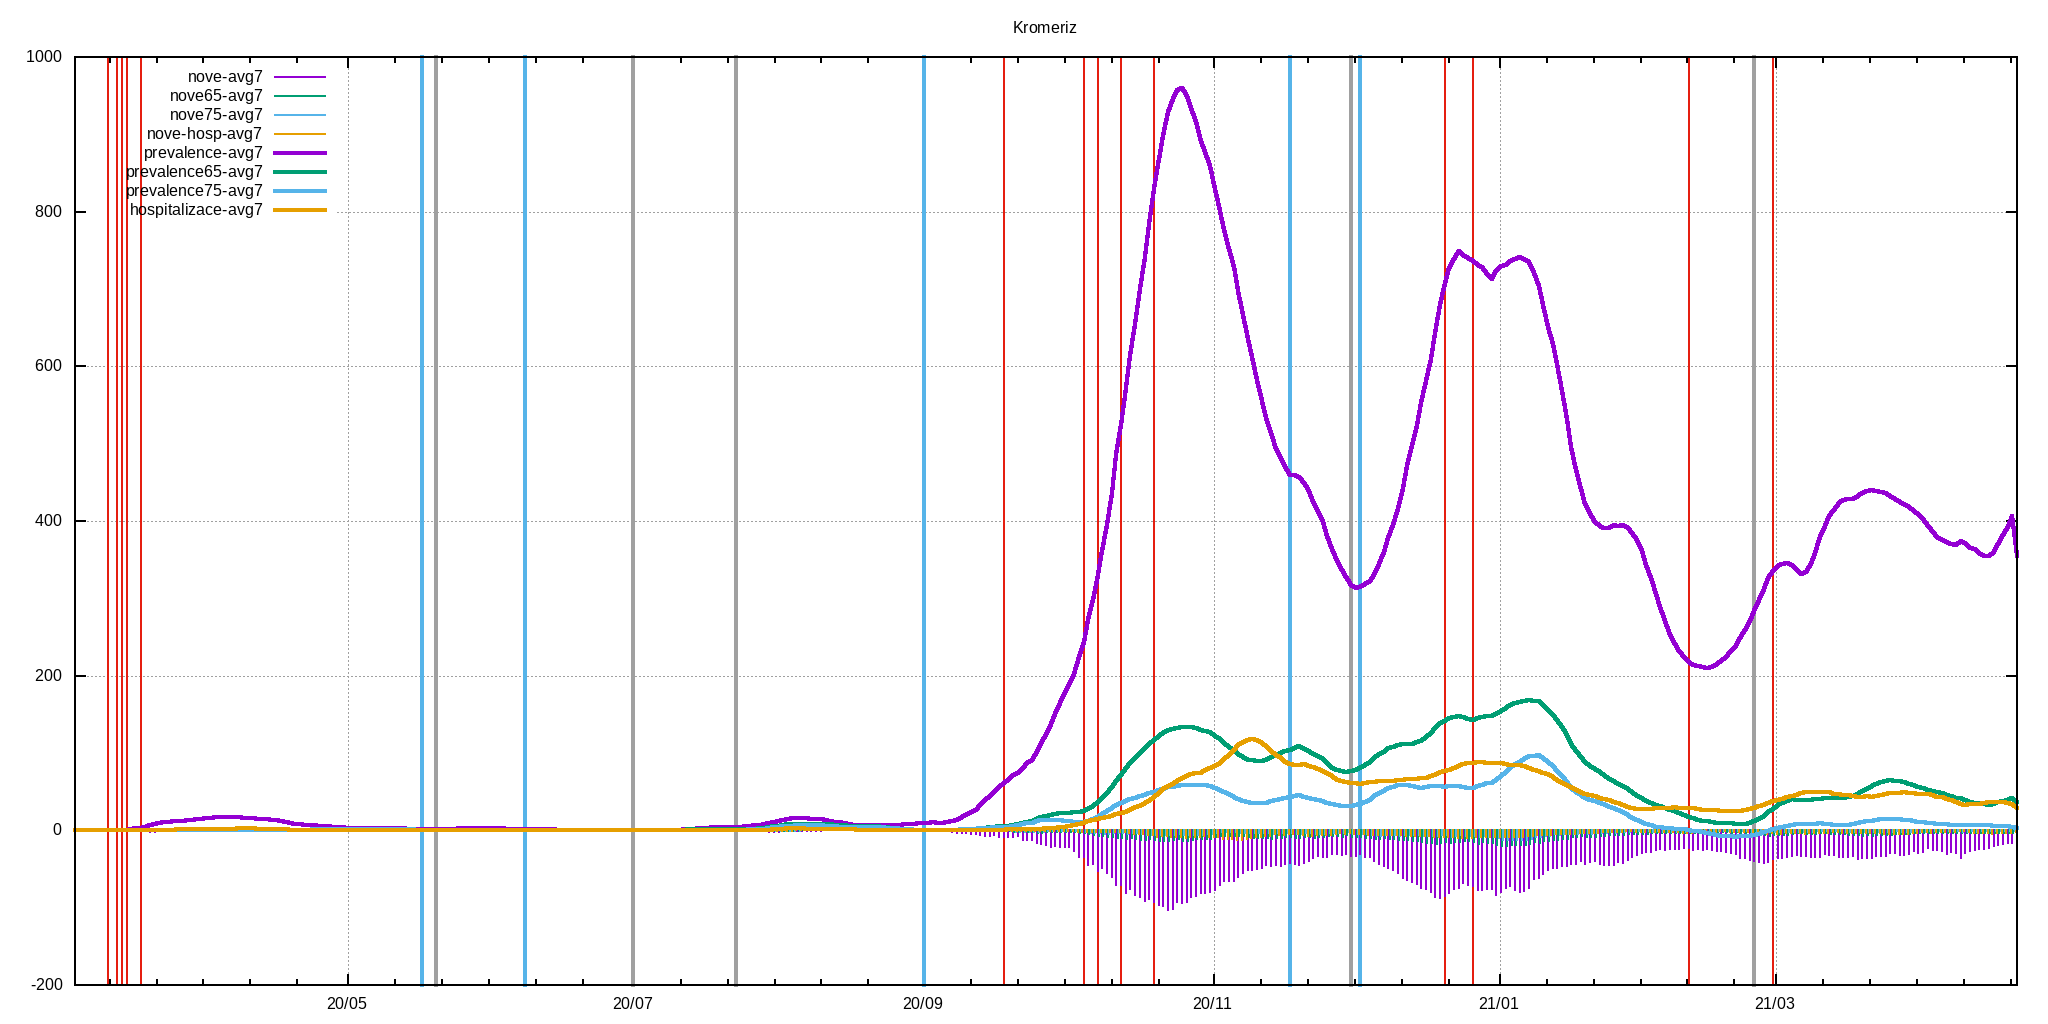 Kromeriz
1000
800
600
400
200
0
-200
nove-avg7
nove65-avg7
nove75-avg7
nove-hosp-avg7
prevalence-avg7
prevalence65-avg7
prevalence75-avg7
hospitalizace-avg7
20/05 20/07 20/09 20/11 21/01 21/03